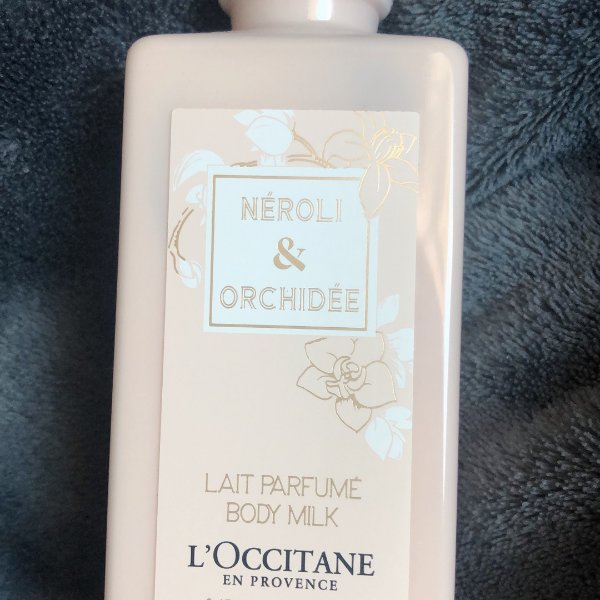 NÉROLI
&
ORCHIDÉE
LAIT PARFUMÉ
BODY MILK
L'OCCITANE
EN PROVENCE